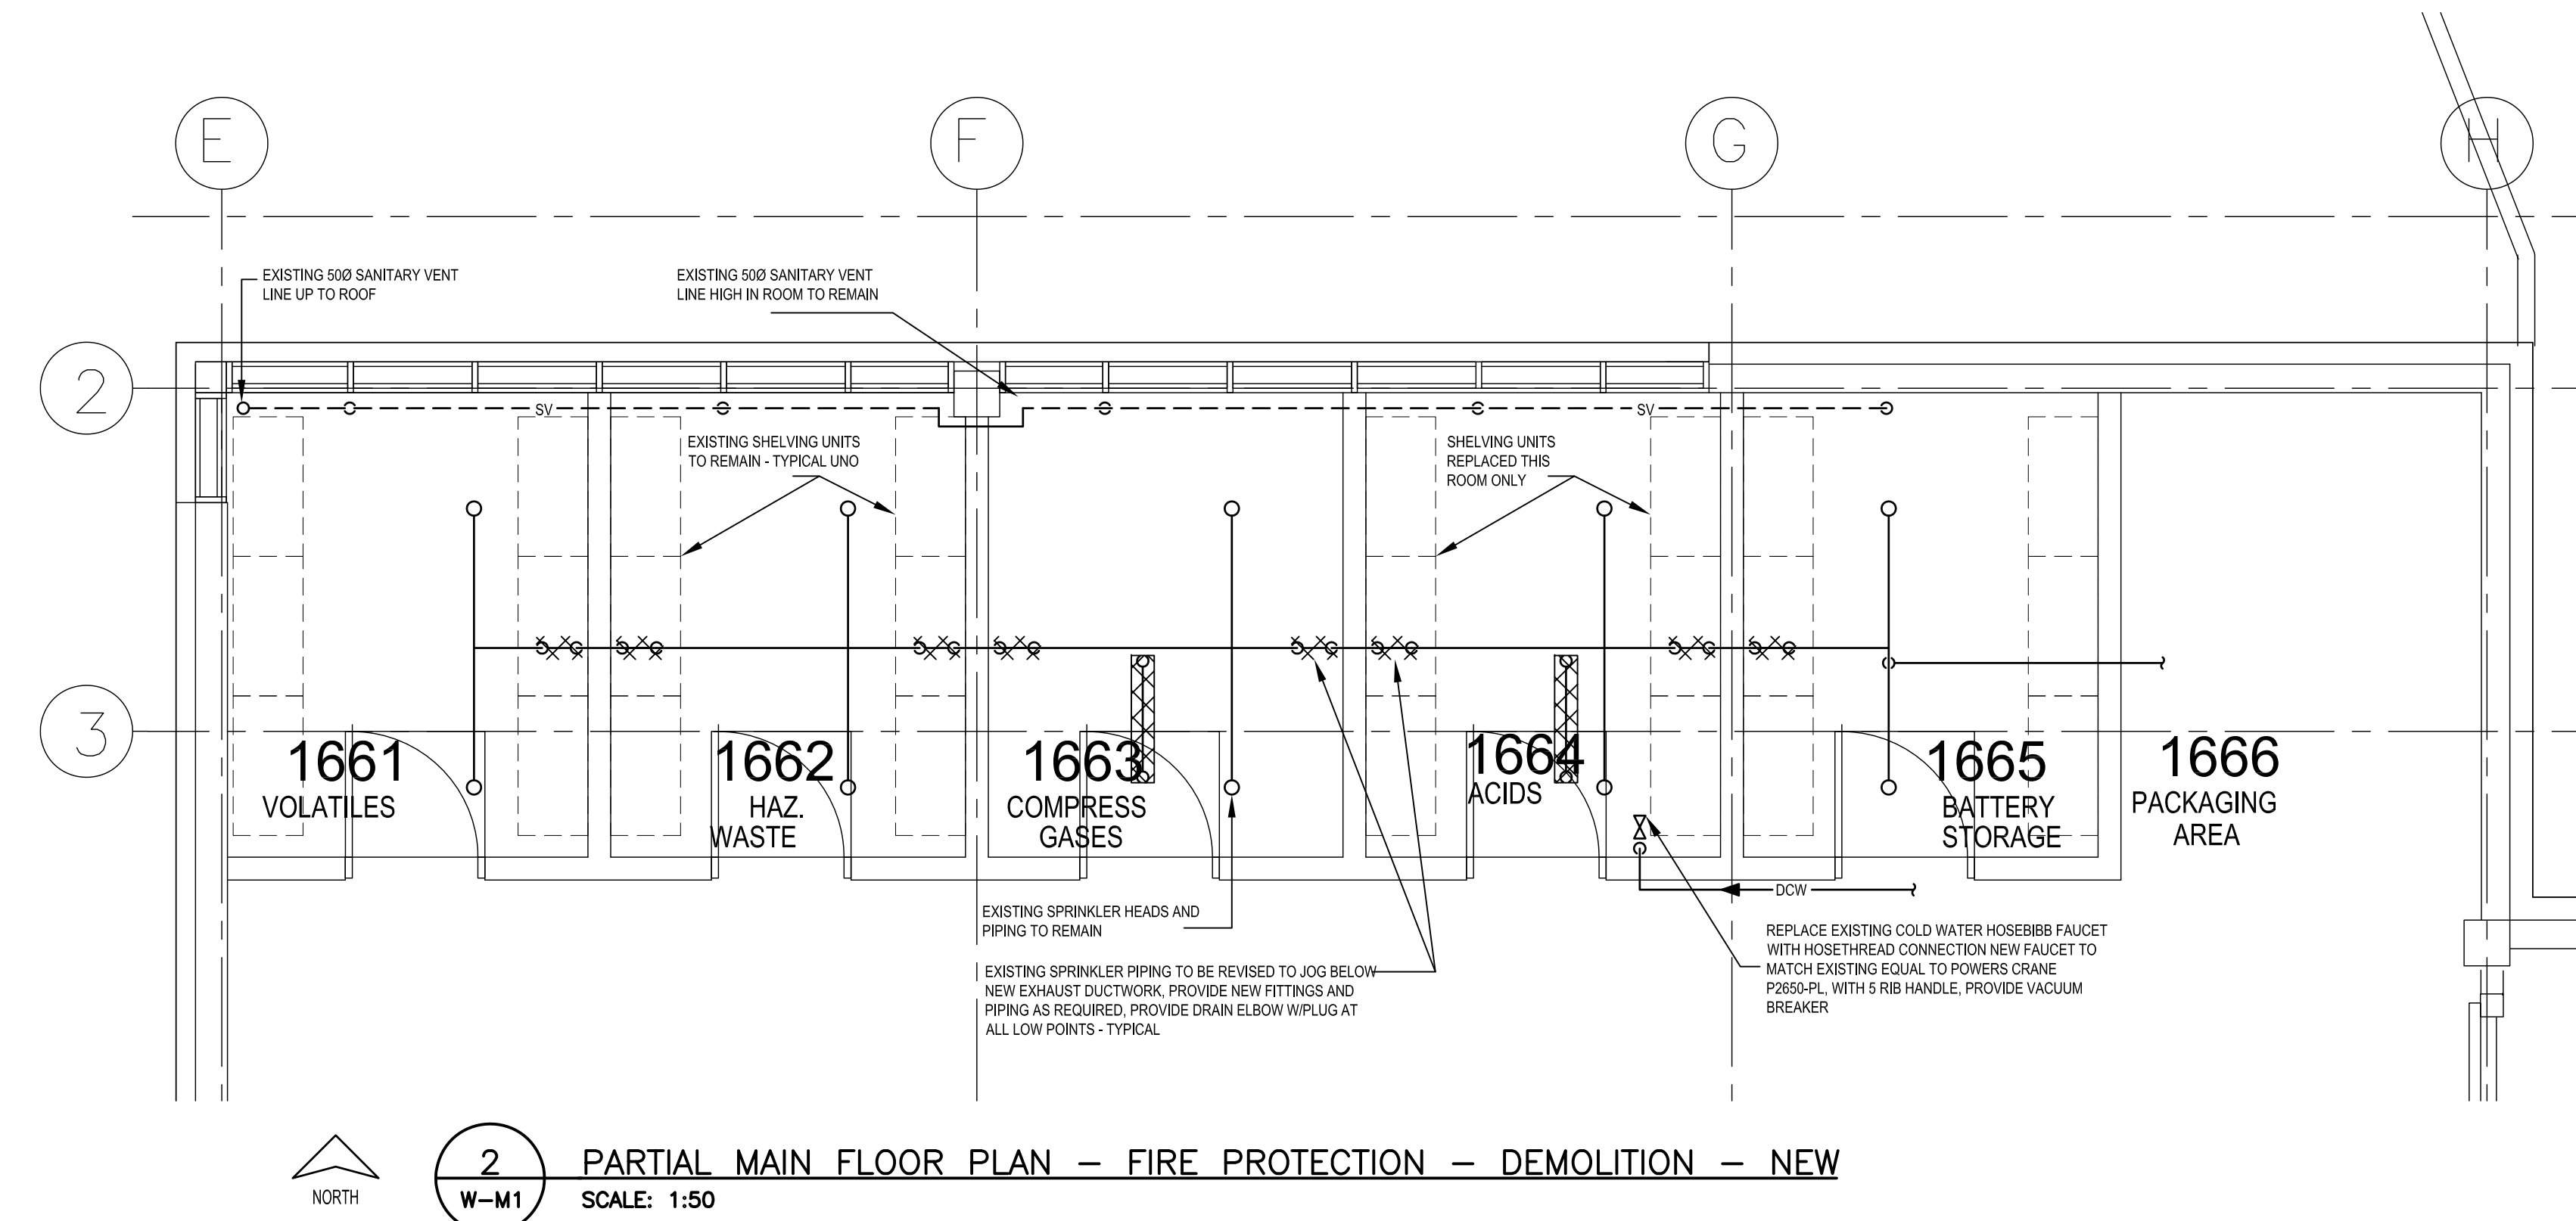 E
F
G
H
EXISTING 50Ø SANITARY VENT
LINE UP TO ROOF
EXISTING 50Ø SANITARY VENT
LINE HIGH IN ROOM TO REMAIN
2
SV
SV
EXISTING SHELVING UNITS
TO REMAIN - TYPICAL UNO
SHELVING UNITS
REPLACED THIS
ROOM ONLY
3
1661
VOLATILES
1662
HAZ.
WASTE
1663
COMPRESS
GASES
1664
ACIDS
1665
BATTERY
STORAGE
1666
PACKAGING
AREA
DCW
EXISTING SPRINKLER HEADS AND
PIPING TO REMAIN
EXISTING SPRINKLER PIPING TO BE REVISED TO JOG BELOW
NEW EXHAUST DUCTWORK, PROVIDE NEW FITTINGS AND
PIPING AS REQUIRED, PROVIDE DRAIN ELBOW W/PLUG AT
ALL LOW POINTS - TYPICAL
REPLACE EXISTING COLD WATER HOSEBIBB FAUCET
WITH HOSETHREAD CONNECTION NEW FAUCET TO
MATCH EXISTING EQUAL TO POWERS CRANE
P2650-PL, WITH 5 RIB HANDLE, PROVIDE VACUUM
BREAKER
NORTH
2
W-M1
PARTIAL MAIN FLOOR PLAN - FIRE PROTECTION - DEMOLITION - NEW
SCALE: 1:50